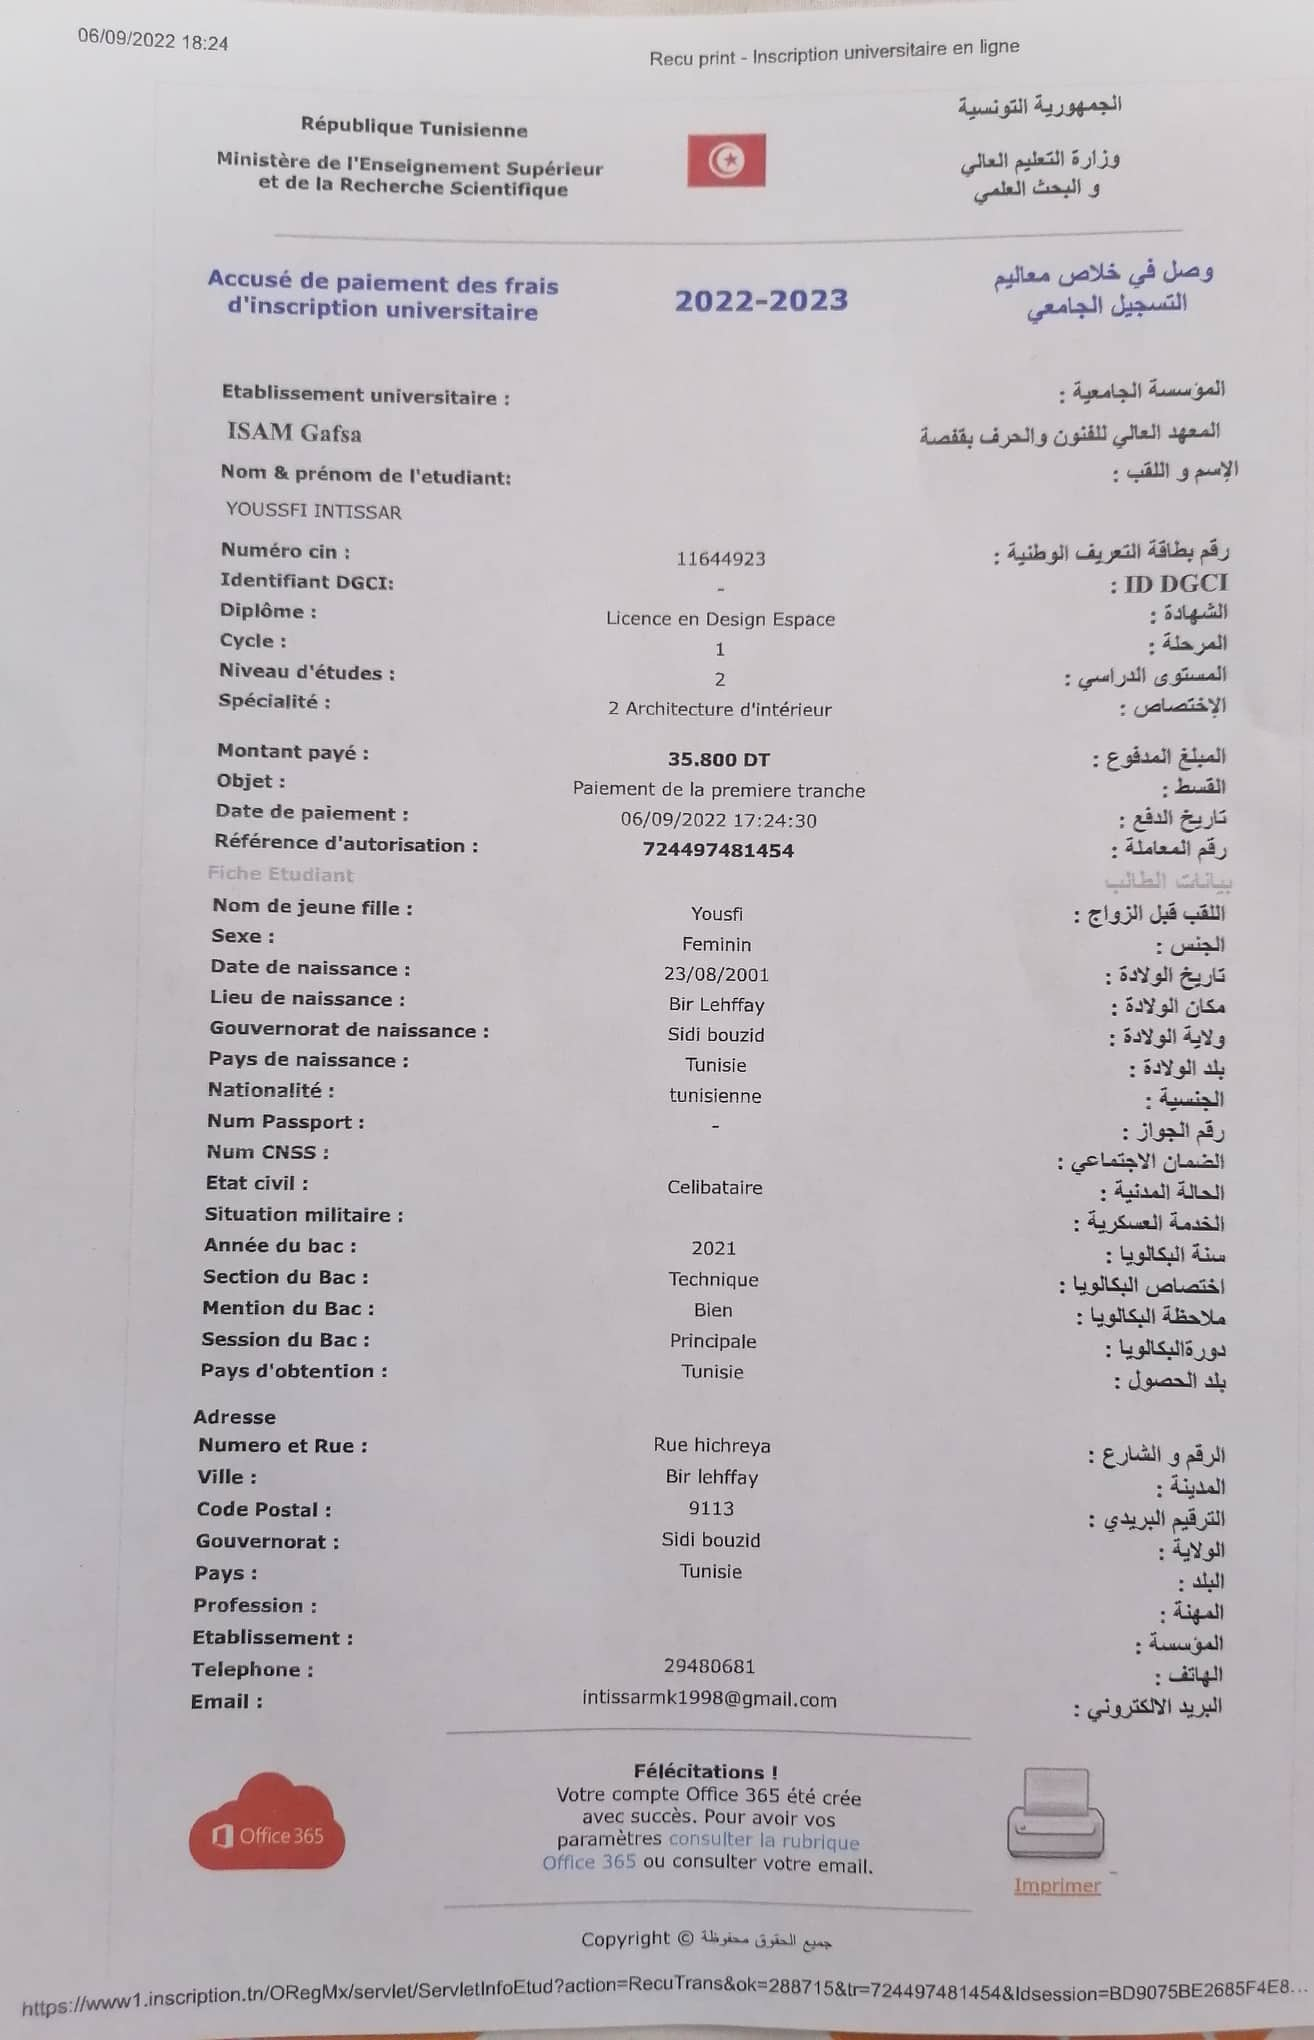 06/09/2022 18:24
Recu print - Inscription universitaire en ligne
République Tunisienne
Ministère de l'Enseignement Supérieur
et de la Recherche Scientifique
الجمهورية التونسية
وزارة التعليم العالي
و البحث العلمي
Accusé de paiement des frais
d'inscription universitaire
2022-2023
وصل في خلاص معاليم
التسجيل الجامعي
Etablissement universitaire : المؤسسة الجامعية :
ISAM Gafsa المعهد العالي للفنون والحرف بقفصة
Nom & prénom de l'etudiant: الإسم و اللقب :
YOUSSFI INTISSAR
Numéro cin : 11644923 رقم بطاقة التعريف الوطنية :
Identifiant DGCI: - ID DGCI :
Diplôme : Licence en Design Espace الشهادة :
Cycle : 1 المرحلة :
Niveau d'études : 2 المستوى الدراسي :
Spécialité : 2 Architecture d'intérieur الإختصاص :
Montant payé : 35.800 DT المبلغ المدفوع :
Objet : Paiement de la premiere tranche القسط :
Date de paiement : 06/09/2022 17:24:30 تاريخ الدفع :
Référence d'autorisation : 724497481454 رقم المعاملة :
Fiche Etudiant بيانات الطالب
Nom de jeune fille : Yousfi اللقب قبل الزواج :
Sexe : Feminin الجنس :
Date de naissance : 23/08/2001 تاريخ الولادة :
Lieu de naissance : Bir Lehffay مكان الولادة :
Gouvernorat de naissance : Sidi bouzid ولاية الولادة :
Pays de naissance : Tunisie بلد الولادة :
Nationalité : tunisienne الجنسية :
Num Passport : - رقم الجواز :
Num CNSS : الضمان الاجتماعي :
Etat civil : Celibataire الحالة المدنية :
Situation militaire : الخدمة العسكرية :
Année du bac : 2021 سنة البكالويا :
Section du Bac : Technique اختصاص البكالويا :
Mention du Bac : Bien ملاحظة البكالويا :
Session du Bac : Principale دورةالبكالويا :
Pays d'obtention : Tunisie بلد الحصول :
Adresse
Numero et Rue : Rue hichreya الرقم و الشارع :
Ville : Bir lehffay المدينة :
Code Postal : 9113 الترقيم البريدي :
Gouvernorat : Sidi bouzid الولاية :
Pays : Tunisie البلد :
Profession : المهنة :
Etablissement : المؤسسة :
Telephone : 29480681 الهاتف :
Email : intissarmk1998@gmail.com البريد الالكتروني :
Office 365
Félécitations !
Votre compte Office 365 été crée
avec succès. Pour avoir vos
paramètres consulter la rubrique
Office 365 ou consulter votre email.
Imprimer
Copyright © جميع الحقوق محفوظة
https://www1.inscription.tn/ORegMx/servlet/ServletInfoEtud?action=RecuTrans&ok=288715&tr=724497481454&Idsession=BD9075BE2685F4E8...